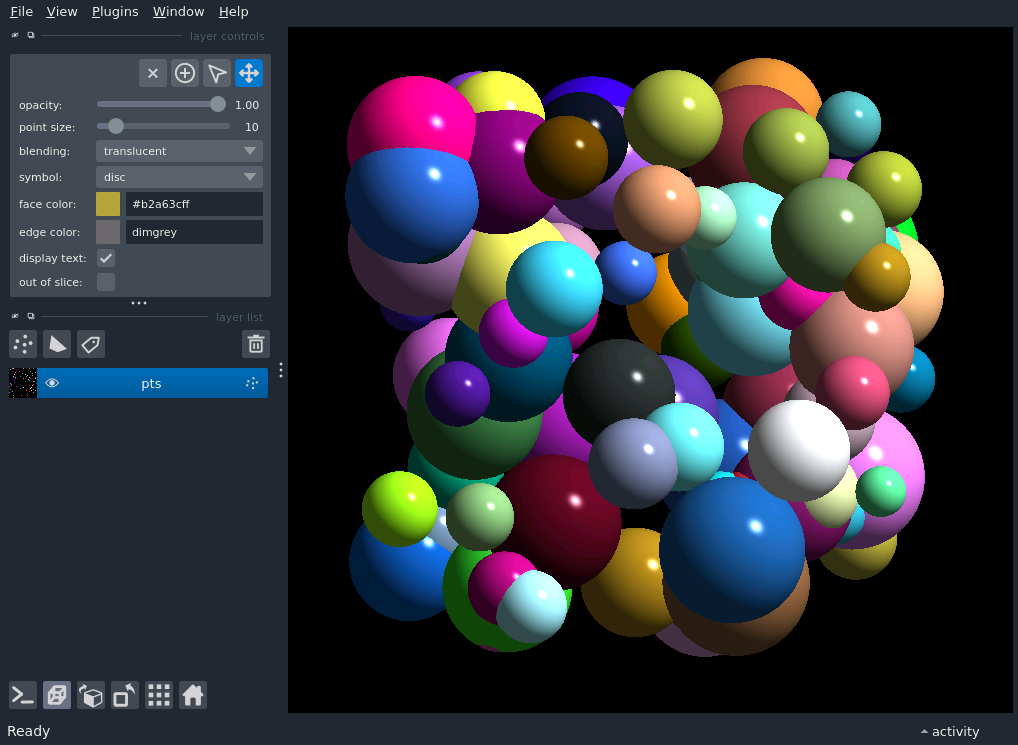 File View Plugins Window Help
layer controls
opacity: 1.00
point size: 10
blending: translucent
symbol: disc
face color: #b2a63cff
edge color: dimgrey
display text:
out of slice:
layer list
pts
Ready
activity